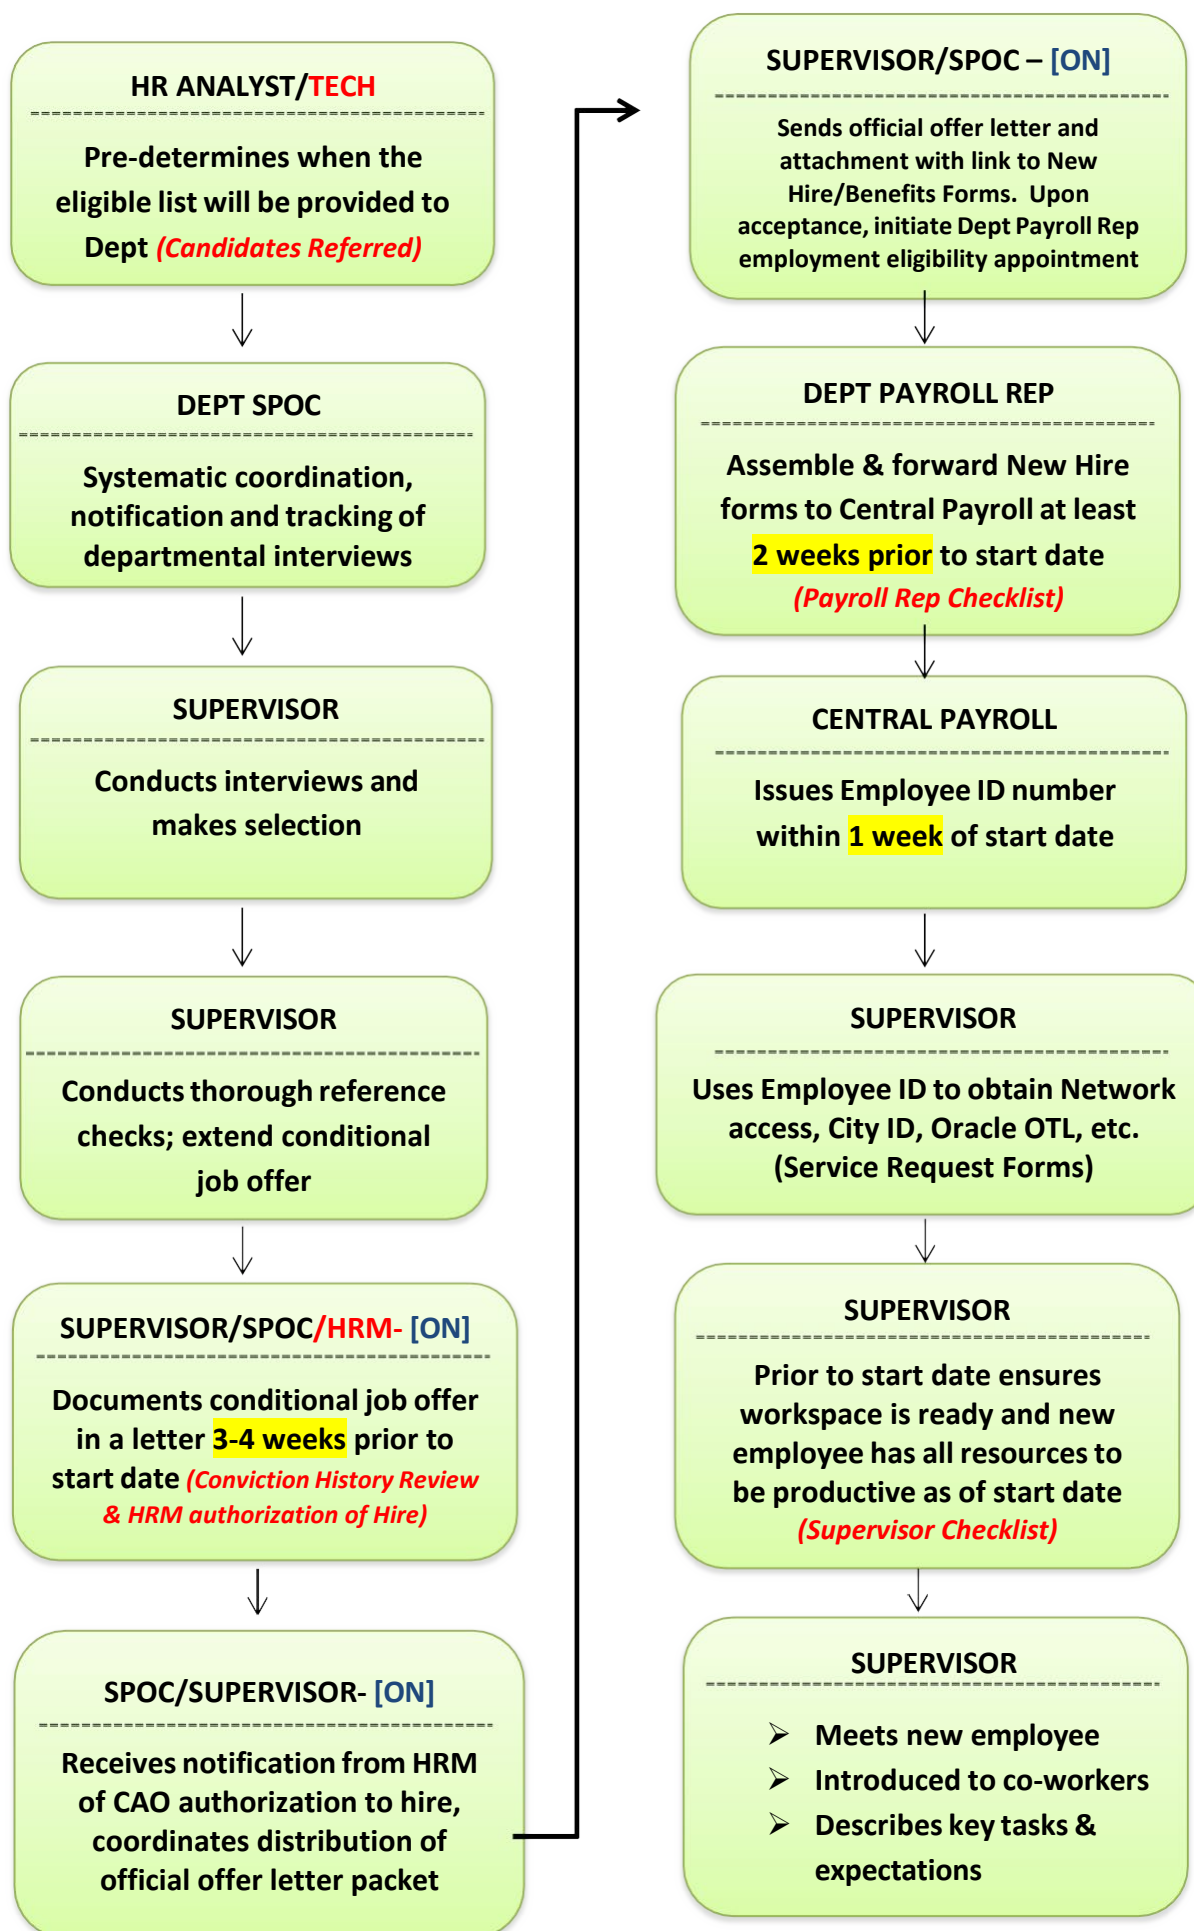 HR ANALYST/TECH
Pre-determines when the
eligible list will be provided to
Dept (Candidates Referred)
DEPT SPOC
Systematic coordination,
notification and tracking of
departmental interviews
SUPERVISOR
Conducts interviews and
makes selection
SUPERVISOR
Conducts thorough reference
checks; extend conditional
job offer
SUPERVISOR/SPOC/HRM- [ON]
Documents conditional job offer
in a letter 3-4 weeks prior to
start date (Conviction History Review
& HRM authorization of Hire)
SPOC/SUPERVISOR- [ON]
Receives notification from HRM
of CAO authorization to hire,
coordinates distribution of
official offer letter packet
SUPERVISOR/SPOC – [ON]
Sends official offer letter and
attachment with link to New
Hire/Benefits Forms.  Upon
acceptance, initiate Dept Payroll Rep
employment eligibility appointment
DEPT PAYROLL REP
Assemble & forward New Hire
forms to Central Payroll at least
2 weeks prior to start date
(Payroll Rep Checklist)
CENTRAL PAYROLL
Issues Employee ID number
within 1 week of start date
SUPERVISOR
Uses Employee ID to obtain Network
access, City ID, Oracle OTL, etc.
(Service Request Forms)
SUPERVISOR
Prior to start date ensures
workspace is ready and new
employee has all resources to
be productive as of start date
(Supervisor Checklist)
SUPERVISOR
➢ Meets new employee
➢ Introduced to co-workers
➢ Describes key tasks &
expectations